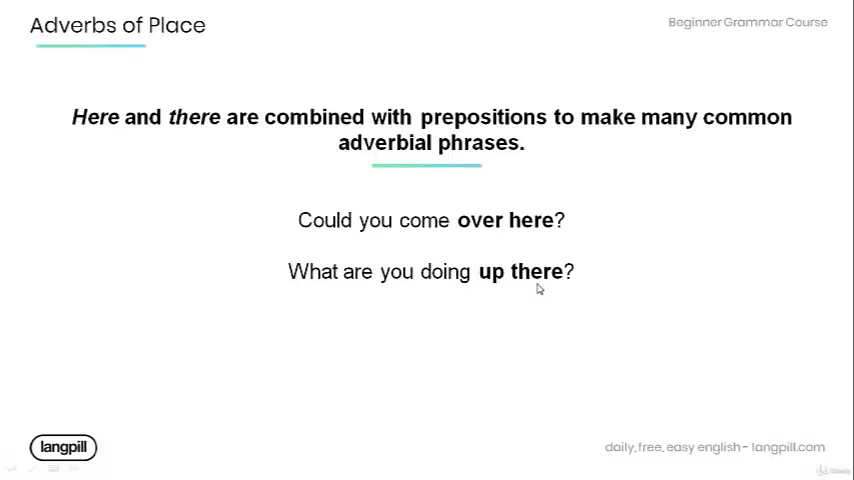 Adverbs of Place
Beginner Grammar Course
Here and there are combined with prepositions to make many common
adverbial phrases.
Could you come over here?
What are you doing up there?
langpill
daily, free, easy english - langpill.com
Udemy